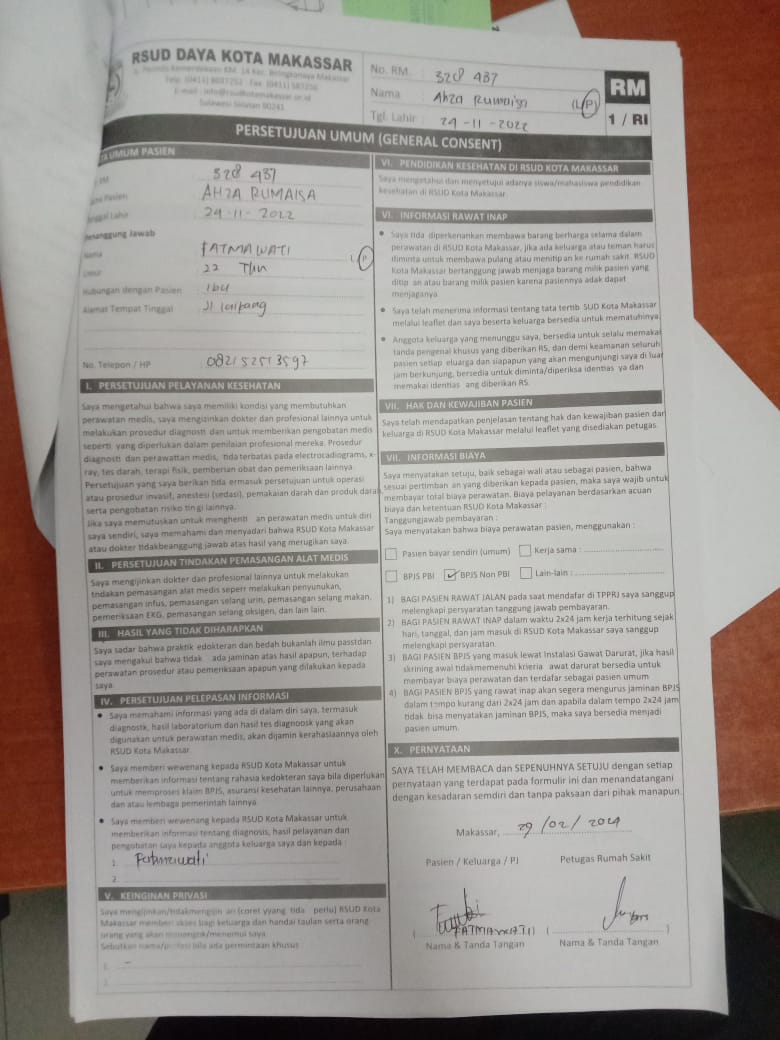 RSUD DAYA KOTA MAKASSAR
Jl. Perintis Kemerdekaan KM. 14 Kec. Biringkanaya Makassar
Sulawesi Selatan 90241
No. RM. : 328 437
Nama : Ahza Rumaisa (L/P)
Tgl. Lahir : 29-11-2022
RM
1 / RI
PERSETUJUAN UMUM (GENERAL CONSENT)
UMUM PASIEN
RM : 328 437
Pasien : AHZA RUMAISA
Lahir : 29-11-2022
Jawab
Nama : FATMAWATI (P)
Umur : 22 Thn
Hubungan dengan Pasien : Ibu
Alamat Tempat Tinggal : Jl laipang
No. Telepon / HP : 082152513597
I. PERSETUJUAN PELAYANAN KESEHATAN
Saya mengetahui bahwa saya memiliki kondisi yang membutuhkan
perawatan medis, saya mengizinkan dokter dan profesional lainnya untuk
melakukan prosedur diagnosti dan untuk memberikan pengobatan medis
seperti yang diperlukan dalam penilaian profesional mereka. Prosedur
diagnosti dan perawattan medis, tida terbatas pada electrocadiograms, x-
ray, tes darah, terapi fisik, pemberian obat dan pemeriksaan lainnya.
Persetujuan yang saya berikan tida ermasuk persetujuan untuk operasi
atau prosedur invasif, anestesi (sedasi), pemakaian darah dan produk darah
serta pengobatan risiko tingi lainnya.
Jika saya memutuskan untuk menghenti an perawatan medis untuk diri
saya sendiri, saya memahami dan menyadari bahwa RSUD Kota Makassar
atau dokter tidakbeanggung jawab atas hasil yang merugikan saya.
II. PERSETUJUAN TINDAKAN PEMASANGAN ALAT MEDIS
Saya mengijinkan dokter dan profesional lainnya untuk melakukan
tindakan pemasangan alat medis seperr melakukan penyunukan,
pemasangan infus, pemasangan selang urin, pemasangan selang makan,
pemeriksaan EKG, pemasangan selang oksigen, dan lain lain.
III. HASIL YANG TIDAK DIHARAPKAN
Saya sadar bahwa praktik edokteran dan bedah bukanlah ilmu passtdan
saya mengakui bahwa tidak ada jaminan atas hasil apapun, terhadap
perawatan prosedur atau pemeriksaan apapun yang dilakukan kepada
saya.
IV. PERSETUJUAN PELEPASAN INFORMASI
• Saya memahami informasi yang ada di dalam diri saya, termasuk
diagnostk, hasil laboratorium dan hasil tes diagnoosk yang akan
digunakan untuk perawatan medis, akan dijamin kerahasiaannya oleh
RSUD Kota Makassar.
• Saya memberi wewenang kepada RSUD Kota Makassar untuk
memberikan informasi tentang rahasia kedokteran saya bila diperlukan
untuk memproses klaim BPJS, asuransi kesehatan lainnya, perusahaan
dan atau lembaga pemerintah lainnya.
• Saya memberi wewenang kepada RSUD Kota Makassar untuk
memberikan informasi tentang diagnosis, hasil pelayanan dan
pengobatan saya kepada anggota keluarga saya dan kepada :
1. Fatmawati
2.
V. KEINGINAN PRIVASI
Saya mengijinkan/tidakmengijin an (coret yyang tida perlu) RSUD Kota
Makassar memberi akses bagi keluarga dan handai taulan serta orang
orang yang akan menengok/menemui saya.
Sebutkan nama/profesi bila ada permintaan khusus :
1. -
2.
VI. PENDIDIKAN KESEHATAN DI RSUD KOTA MAKASSAR
Saya mengetahui dan menyetujui adanya siswa/mahasiswa pendidikan
kesehatan di RSUD Kota Makassar.
VI. INFORMASI RAWAT INAP
• Saya tida diperkenankan membawa barang berharga selama dalam
perawatan di RSUD Kota Makassar, jika ada keluarga atau teman harus
diminta untuk membawa pulang atau menitip an ke rumah sakit. RSUD
Kota Makassar bertanggung jawab menjaga barang milik pasien yang
ditip an atau barang milik pasien karena pasiennya adak dapat
menjaganya.
• Saya telah menerima informasi tentang tata tertib SUD Kota Makassar
melalui leaflet dan saya beserta keluarga bersedia untuk mematuhinya.
• Anggota keluarga yang menunggu saya, bersedia untuk selalu memakai
tanda pengenal khusus yang diberikan RS, dan demi keamanan seluruh
pasien setiap eluarga dan siapapun yang akan mengunjungi saya di luar
jam berkunjung, bersedia untuk diminta/diperiksa identias ya dan
memakai identias ang diberikan RS.
VII. HAK DAN KEWAJIBAN PASIEN
Saya telah mendapatkan penjelasan tentang hak dan kewajiban pasien dan
keluarga di RSUD Kota Makassar melalui leaflet yang disediakan petugas.
VII. INFORMASI BIAYA
Saya menyatakan setuju, baik sebagai wali atau sebagai pasien, bahwa
sesuai pertimban an yang diberikan kepada pasien, maka saya wajib untuk
membayar total biaya perawatan. Biaya pelayanan berdasarkan acuan
biaya dan ketentuan RSUD Kota Makassar :
Tanggungjawab pembayaran :
Saya menyatakan bahwa biaya perawatan pasien, menggunakan :
Pasien bayar sendiri (umum) Kerja sama :
BPJS PBI ✓ BPJS Non PBI Lain-lain :
1) BAGI PASIEN RAWAT JALAN pada saat mendafar di TPPRJ saya sanggup
melengkapi persyaratan tanggung jawab pembayaran.
2) BAGI PASIEN RAWAT INAP dalam waktu 2x24 jam kerja terhitung sejak
hari, tanggal, dan jam masuk di RSUD Kota Makassar saya sanggup
melengkapi persyaratan.
3) BAGI PASIEN BPJS yang masuk lewat Instalasi Gawat Darurat, jika hasil
skrining awal tidakmemenuhi krieria awat darurat bersedia untuk
membayar biaya perawatan dan terdafar sebagai pasien umum
4) BAGI PASIEN BPJS yang rawat inap akan segera mengurus jaminan BPJS
dalam tempo kurang dari 2x24 jam dan apabila dalam tempo 2x24 jam
tidak bisa menyatakan jaminan BPJS, maka saya bersedia menjadi
pasien umum.
X. PERNYATAAN
SAYA TELAH MEMBACA dan SEPENUHNYA SETUJU dengan setiap
pernyataan yang terdapat pada formulir ini dan menandatangani
dengan kesadaran semdiri dan tanpa paksaan dari pihak manapun.
Makassar, 29/02/2024
Pasien / Keluarga / PJ Petugas Rumah Sakit
(FATMAWATI) ( )
Nama & Tanda Tangan Nama & Tanda Tangan